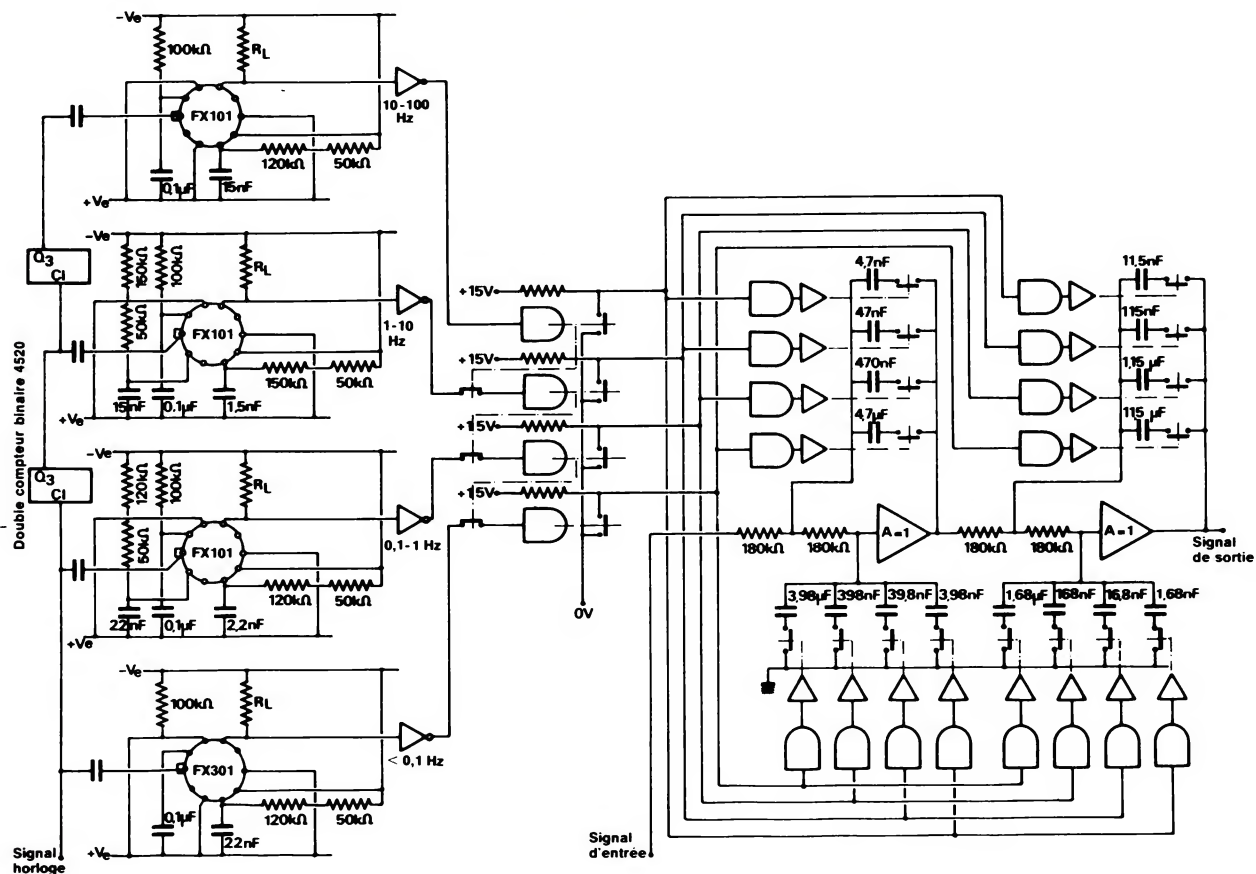 −Ve
100kΩ
RL
FX101
10-100 Hz
120kΩ
50kΩ
0,1µF
15nF
+Ve
−Ve
150kΩ
100kΩ
RL
Q3
CI
50kΩ
FX101
1-10 Hz
150kΩ
50kΩ
15nF
0,1µF
1,5nF
+Ve
Double compteur binaire 4520
−Ve
120kΩ
100kΩ
RL
Q3
CI
50kΩ
FX101
0,1-1 Hz
120kΩ
50kΩ
22nF
0,1µF
2,2nF
+Ve
−Ve
100kΩ
RL
FX301
< 0,1 Hz
120kΩ
50kΩ
0,1µF
22nF
+Ve
Signal
horloge
+15V
+15V
+15V
+15V
0V
4,7nF
47nF
470nF
4,7µF
11,5nF
115nF
1,15 µF
115 µF
180kΩ
180kΩ
A=1
180kΩ
180kΩ
A=1
Signal
de sortie
3,98µF
398nF
39,8nF
3,98nF
1,68µF
168nF
16,8nF
1,68nF
Signal
d'entrée